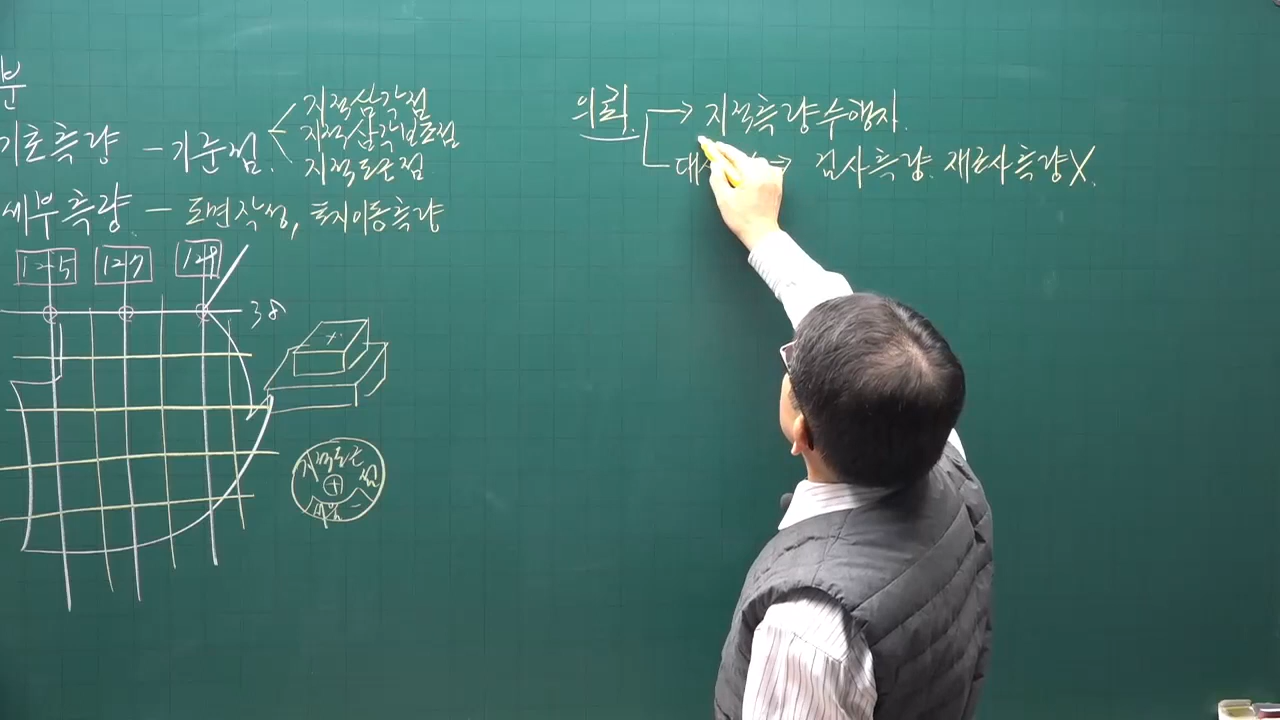 분
기초측량 - 기준점
지적삼각점
지적삼각보조점
지적도근점
세부측량 - 도면작성, 토지이동측량
125 127 129
38
지적도근점
의뢰
→ 지적측량수행자.
→ 검사측량. 재조사측량X.